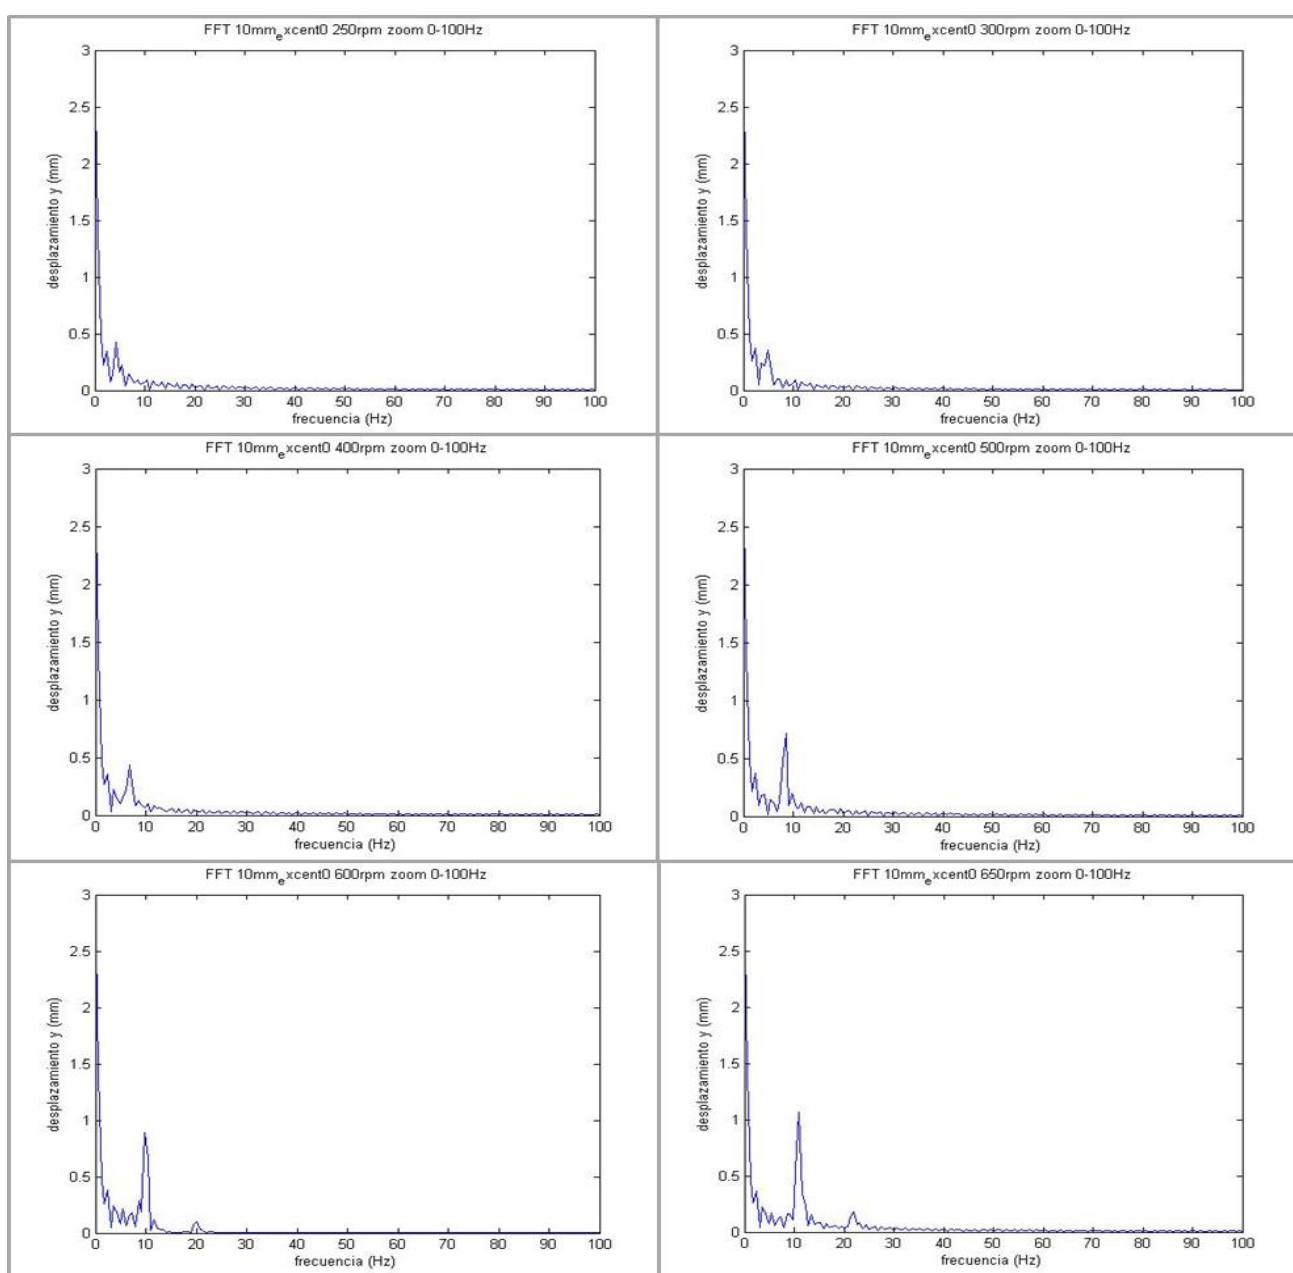 FFT 10mm_excent0 250rpm zoom 0-100Hz
3
2.5
2
1.5
1
0.5
0
desplazamiento y (mm)
0 10 20 30 40 50 60 70 80 90 100
frecuencia (Hz)
FFT 10mm_excent0 300rpm zoom 0-100Hz
3
2.5
2
1.5
1
0.5
0
desplazamiento y (mm)
0 10 20 30 40 50 60 70 80 90 100
frecuencia (Hz)
FFT 10mm_excent0 400rpm zoom 0-100Hz
3
2.5
2
1.5
1
0.5
0
desplazamiento y (mm)
0 10 20 30 40 50 60 70 80 90 100
frecuencia (Hz)
FFT 10mm_excent0 500rpm zoom 0-100Hz
3
2.5
2
1.5
1
0.5
0
desplazamiento y (mm)
0 10 20 30 40 50 60 70 80 90 100
frecuencia (Hz)
FFT 10mm_excent0 600rpm zoom 0-100Hz
3
2.5
2
1.5
1
0.5
0
desplazamiento y (mm)
0 10 20 30 40 50 60 70 80 90 100
frecuencia (Hz)
FFT 10mm_excent0 650rpm zoom 0-100Hz
3
2.5
2
1.5
1
0.5
0
desplazamiento y (mm)
0 10 20 30 40 50 60 70 80 90 100
frecuencia (Hz)